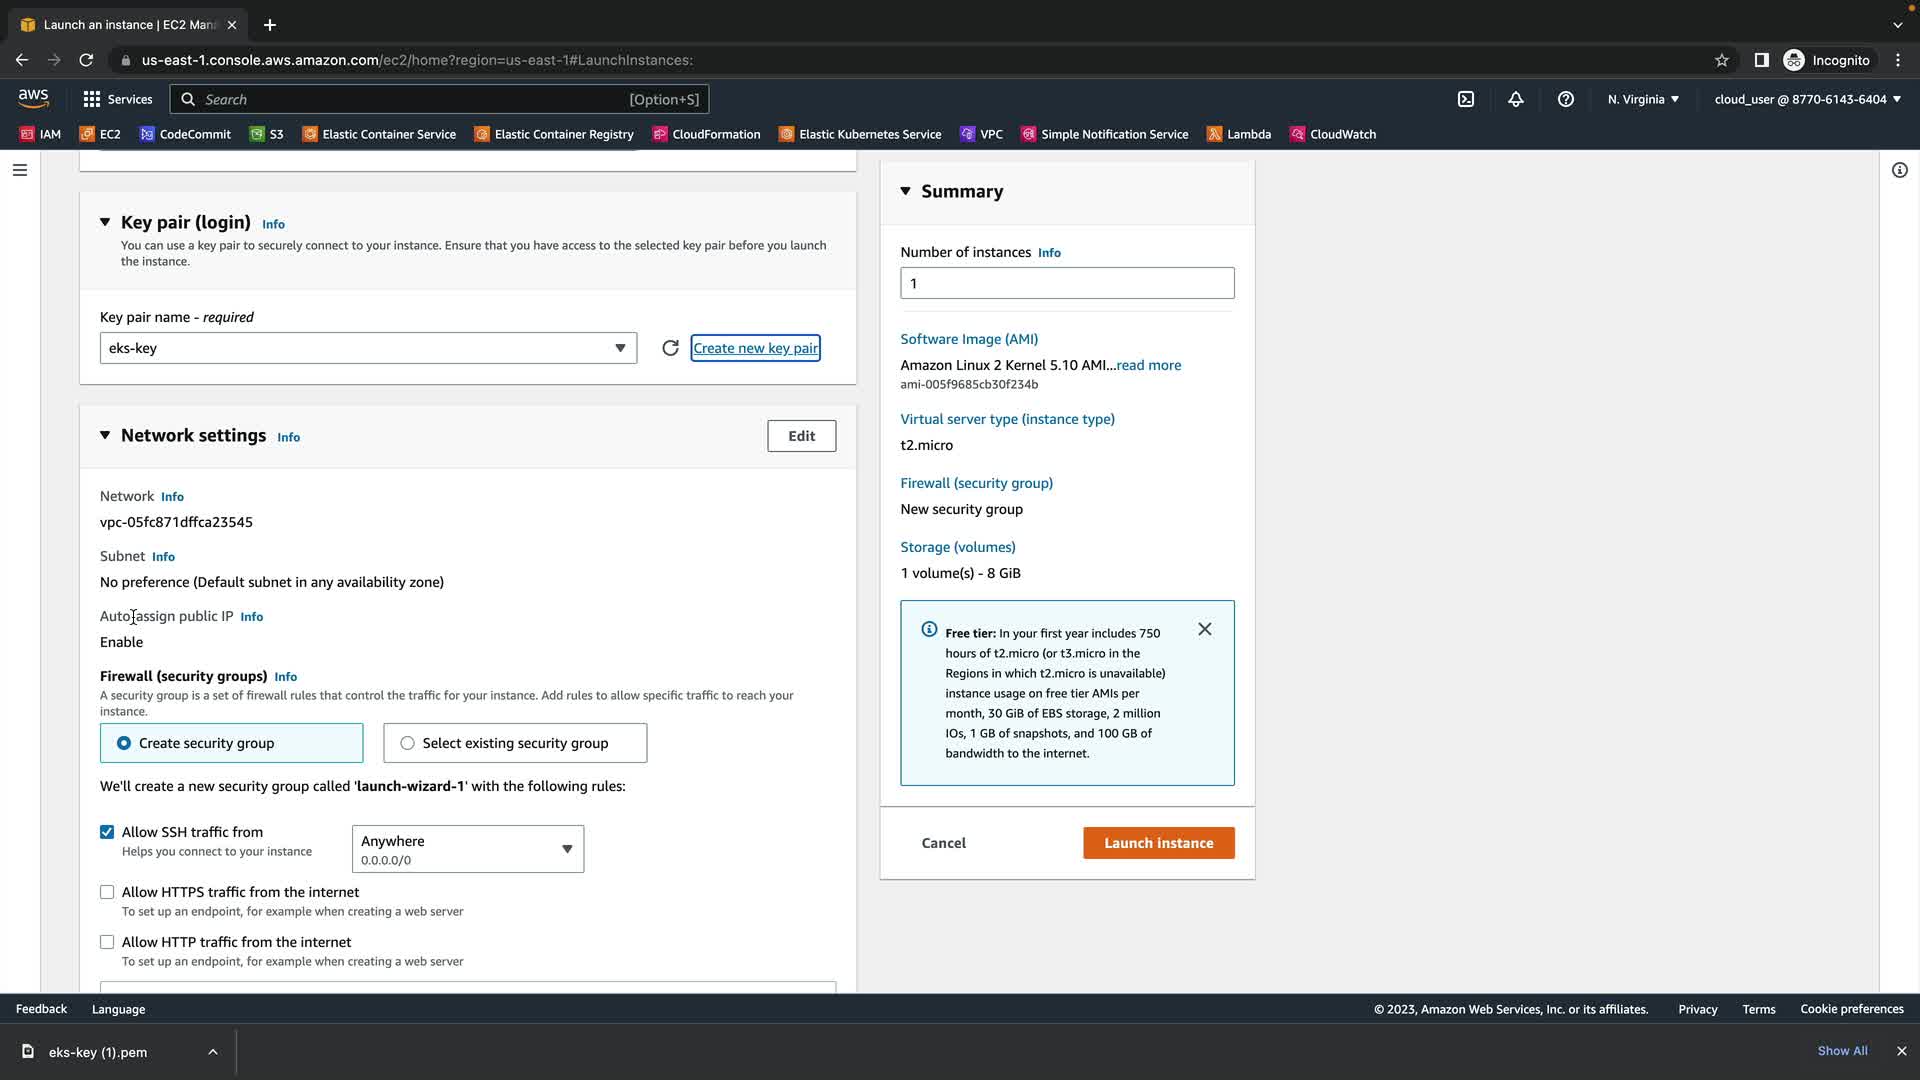 Launch an instance | EC2 Man
us-east-1.console.aws.amazon.com/ec2/home?region=us-east-1#LaunchInstances:
Incognito
aws
Services
Search
[Option+S]
N. Virginia
cloud_user @ 8770-6143-6404
IAM
EC2
CodeCommit
S3
Elastic Container Service
Elastic Container Registry
CloudFormation
Elastic Kubernetes Service
VPC
Simple Notification Service
Lambda
CloudWatch
Key pair (login) Info
You can use a key pair to securely connect to your instance. Ensure that you have access to the selected key pair before you launch
the instance.
Key pair name - required
eks-key
Create new key pair
Network settings Info
Edit
Network Info
vpc-05fc871dffca23545
Subnet Info
No preference (Default subnet in any availability zone)
Auto-assign public IP Info
Enable
Firewall (security groups) Info
A security group is a set of firewall rules that control the traffic for your instance. Add rules to allow specific traffic to reach your
instance.
Create security group
Select existing security group
We'll create a new security group called 'launch-wizard-1' with the following rules:
Allow SSH traffic from
Helps you connect to your instance
Anywhere
0.0.0.0/0
Allow HTTPS traffic from the internet
To set up an endpoint, for example when creating a web server
Allow HTTP traffic from the internet
To set up an endpoint, for example when creating a web server
Summary
Number of instances Info
1
Software Image (AMI)
Amazon Linux 2 Kernel 5.10 AMI...read more
ami-005f9685cb30f234b
Virtual server type (instance type)
t2.micro
Firewall (security group)
New security group
Storage (volumes)
1 volume(s) - 8 GiB
Free tier: In your first year includes 750
hours of t2.micro (or t3.micro in the
Regions in which t2.micro is unavailable)
instance usage on free tier AMIs per
month, 30 GiB of EBS storage, 2 million
IOs, 1 GB of snapshots, and 100 GB of
bandwidth to the internet.
Cancel
Launch instance
Feedback
Language
© 2023, Amazon Web Services, Inc. or its affiliates.
Privacy
Terms
Cookie preferences
eks-key (1).pem
Show All